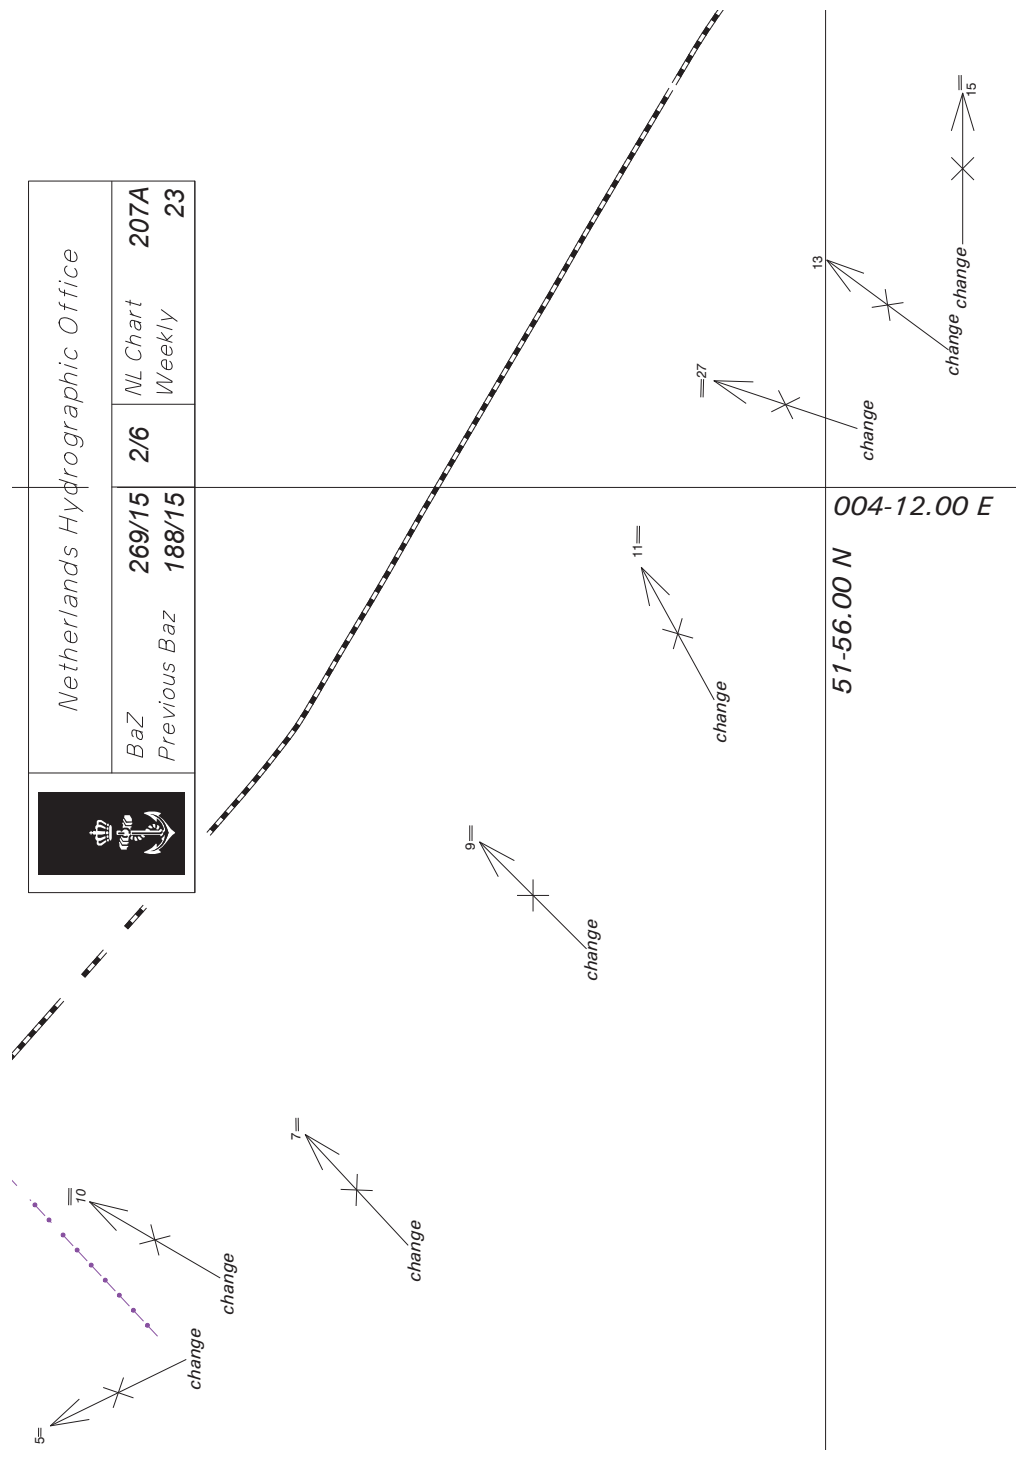 Netherlands Hydrographic Office
BaZ 269/15 2/6 NL Chart 207A
Previous Baz 188/15 Weekly 23
5
change
10
change
7
change
9
change
11
change
27
change
13
change
15
change
51-56.00 N
004-12.00 E